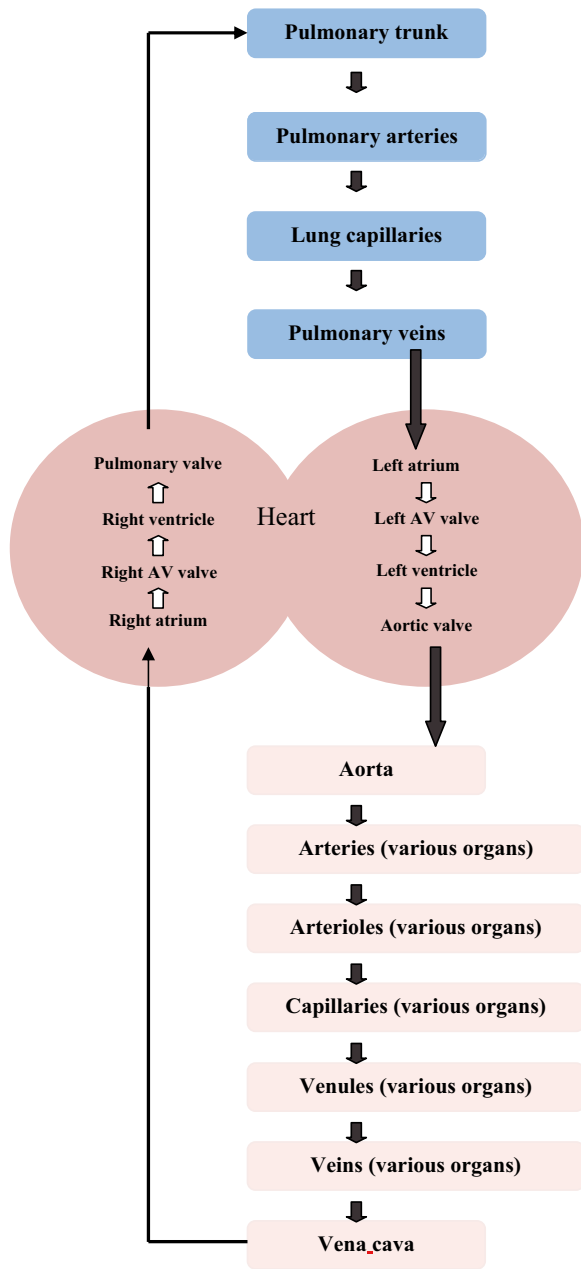 Pulmonary trunk
Pulmonary arteries
Lung capillaries
Pulmonary veins
Pulmonary valve
Right ventricle
Right AV valve
Right atrium
Heart
Left atrium
Left AV valve
Left ventricle
Aortic valve
Aorta
Arteries (various organs)
Arterioles (various organs)
Capillaries (various organs)
Venules (various organs)
Veins (various organs)
Vena cava